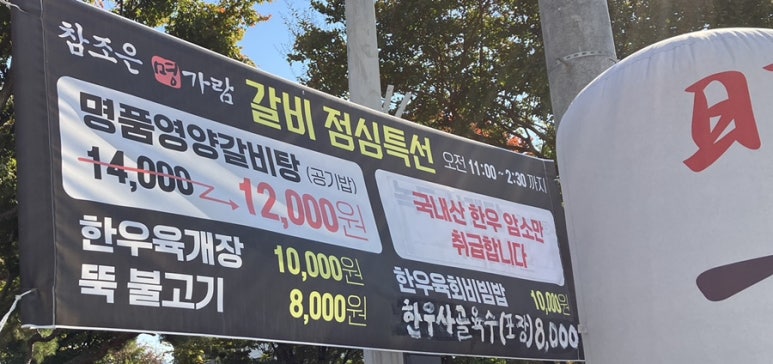 참조은 명가람 갈비 점심특선 오전 11:00~2:30까지
명품영양갈비탕(공기밥)
14,000 12,000원
국내산 한우 암소만
취급합니다
한우육개장 10,000원
뚝 불고기 8,000원
한우육회비빔밥 10,000원
한우사골육수(포장) 8,000